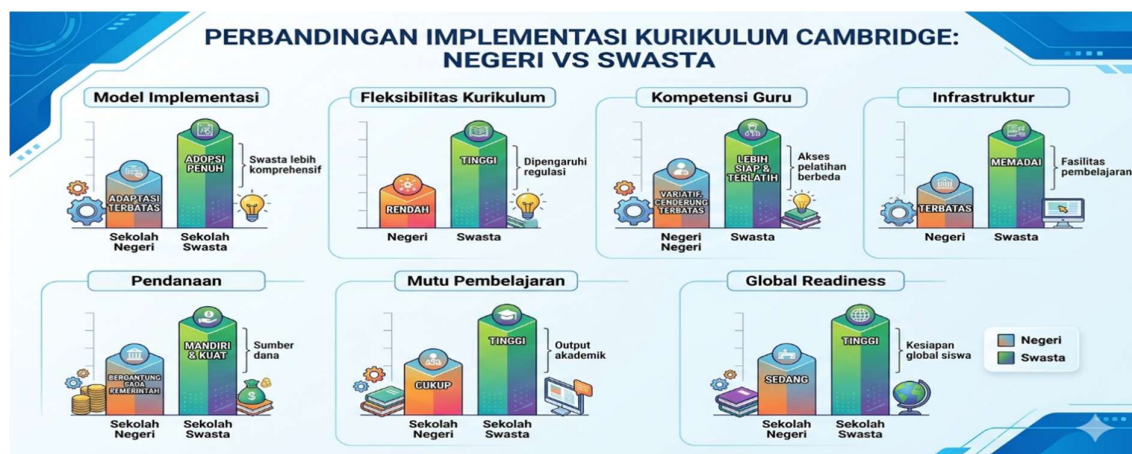 PERBANDINGAN IMPLEMENTASI KURIKULUM CAMBRIDGE:
NEGERI VS SWASTA
Model Implementasi
ADAPTASI
TERBATAS
ADOPSI
PENUH
Swasta lebih
komprehensif
Sekolah
Negeri
Sekolah
Swasta
Fleksibilitas Kurikulum
RENDAH
TINGGI
Dipengaruhi
regulasi
Negeri
Swasta
Kompetensi Guru
VARIATIF,
CENDERUNG
TERBATAS
LEBIH
SIAP &
TERLATIH
Akses
pelatihan
berbeda
Negeri
Negeri
Swasta
Infrastruktur
TERBATAS
MEMADAI
Fasilitas
pembelajaran
Negeri
Swasta
Pendanaan
BERGANTUNG
SADA
PEMERINTAH
MANDIRI
& KUAT
Sumber
dana
Sekolah
Negeri
Sekolah
Swasta
Mutu Pembelajaran
CUKUP
TINGGI
Output
akademik
Sekolah
Negeri
Sekolah
Swasta
Global Readiness
SEDANG
TINGGI
Kesiapan
global siswa
Sekolah
Negeri
Sekolah
Swasta
Negeri
Swasta